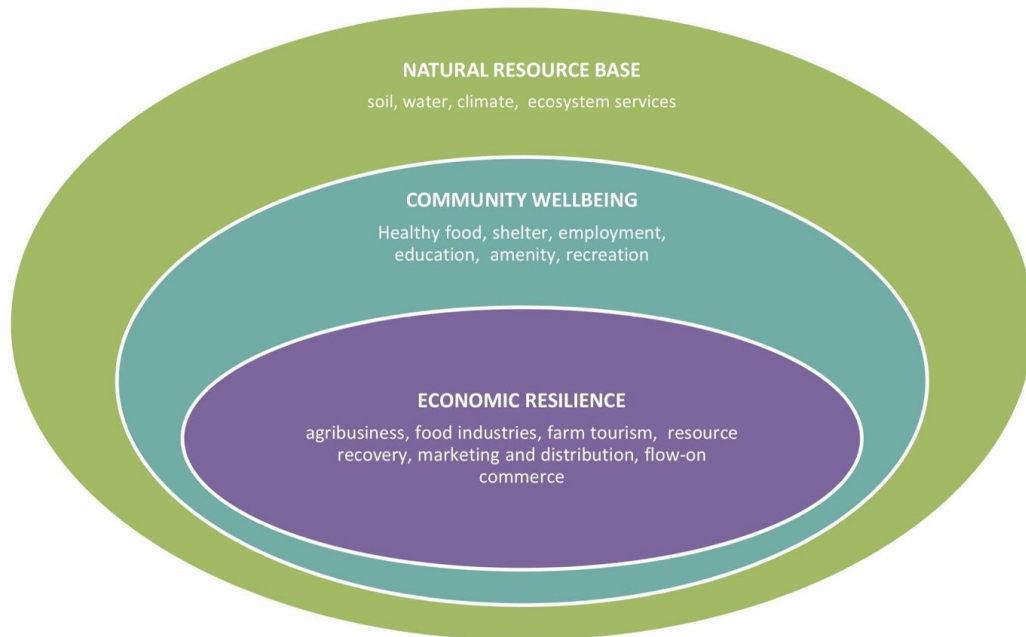 NATURAL RESOURCE BASE
soil, water, climate, ecosystem services
COMMUNITY WELLBEING
Healthy food, shelter, employment,
education, amenity, recreation
ECONOMIC RESILIENCE
agribusiness, food industries, farm tourism, resource
recovery, marketing and distribution, flow-on
commerce